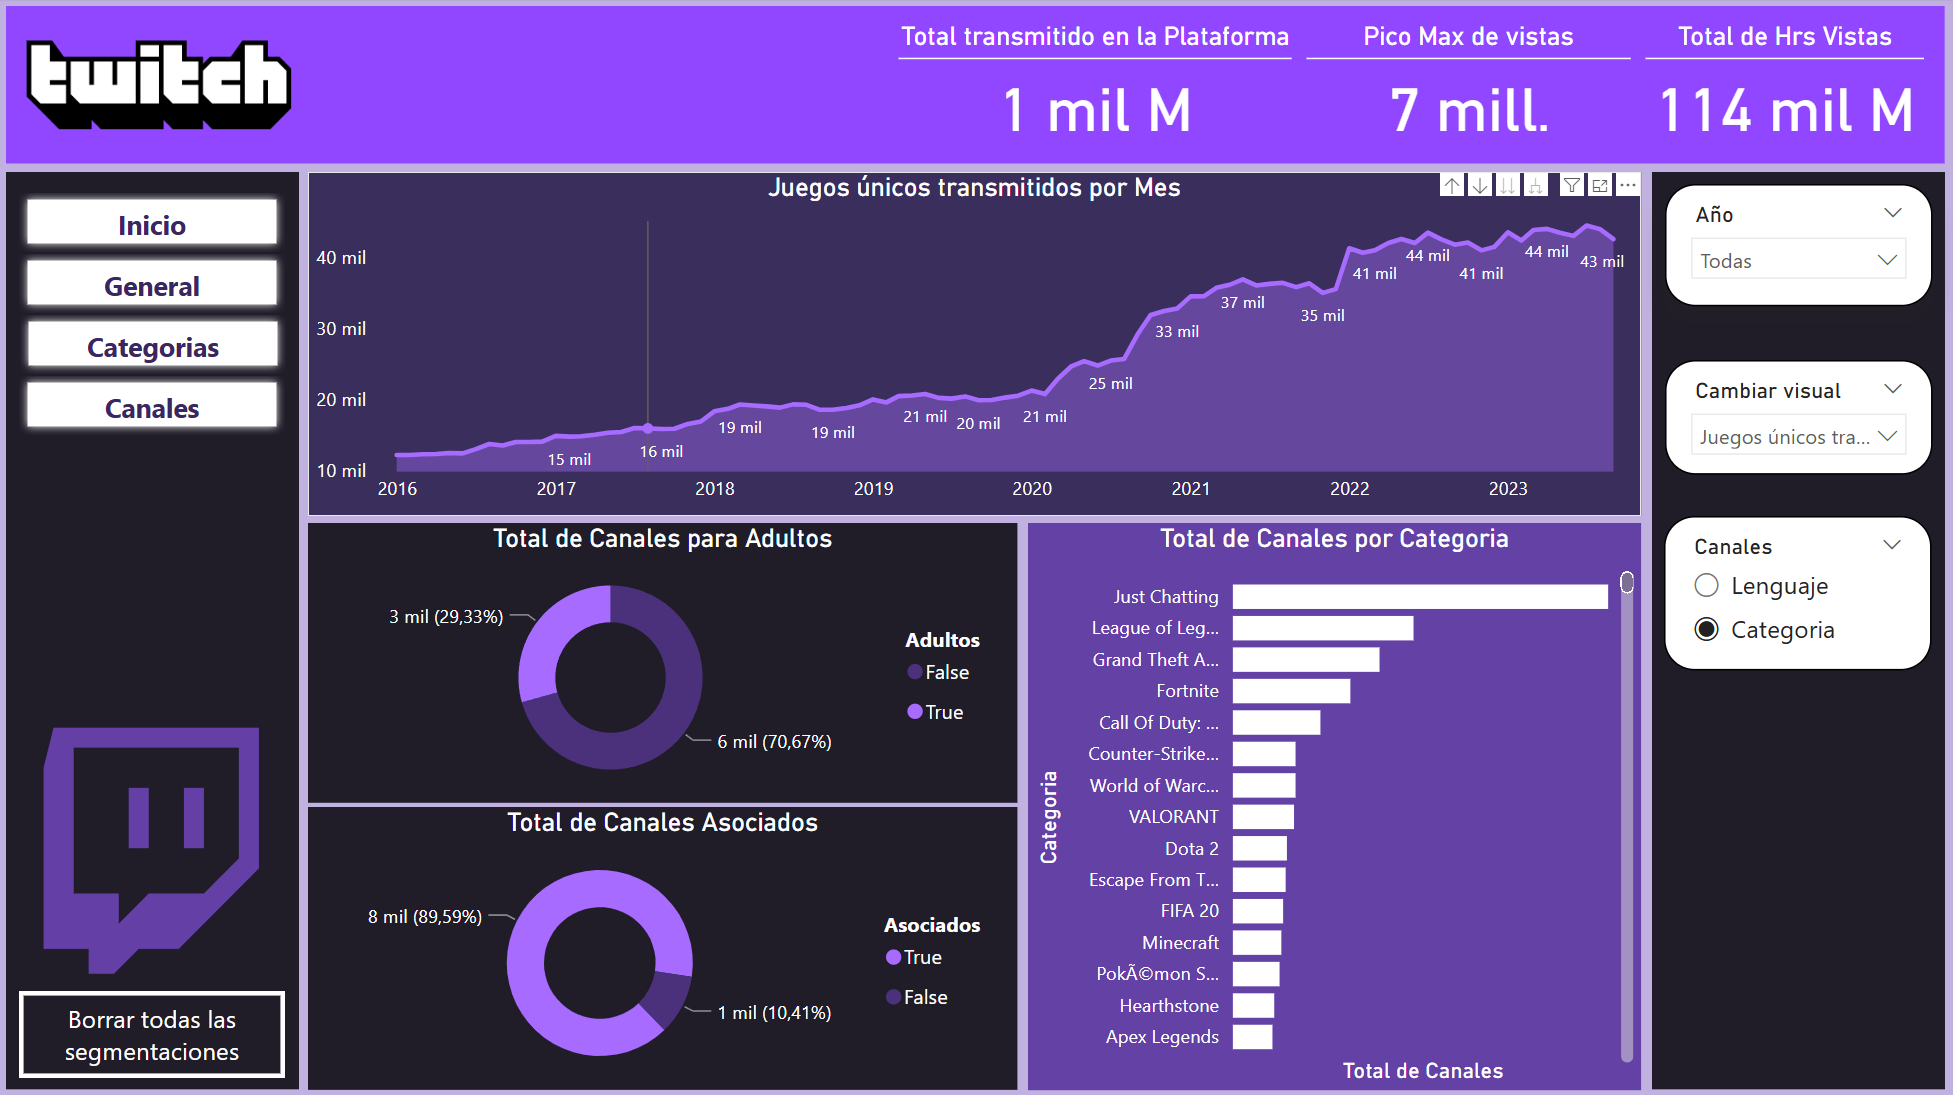 twitch
Total transmitido en la Plataforma
1 mil M
Pico Max de vistas
7 mill.
Total de Hrs Vistas
114 mil M
Inicio
General
Categorias
Canales
Borrar todas las
segmentaciones
Juegos únicos transmitidos por Mes
40 mil
30 mil
20 mil
10 mil
15 mil
16 mil
19 mil
19 mil
21 mil
20 mil
21 mil
25 mil
33 mil
37 mil
35 mil
41 mil
44 mil
41 mil
44 mil
43 mil
2016
2017
2018
2019
2020
2021
2022
2023
Total de Canales para Adultos
3 mil (29,33%)
6 mil (70,67%)
Adultos
False
True
Total de Canales Asociados
8 mil (89,59%)
1 mil (10,41%)
Asociados
True
False
Total de Canales por Categoria
Categoria
Just Chatting
League of Leg...
Grand Theft A...
Fortnite
Call Of Duty: ...
Counter-Strike...
World of Warc...
VALORANT
Dota 2
Escape From T...
FIFA 20
Minecraft
PokÃ©mon S...
Hearthstone
Apex Legends
Total de Canales
Año
Todas
Cambiar visual
Juegos únicos tra...
Canales
Lenguaje
Categoria